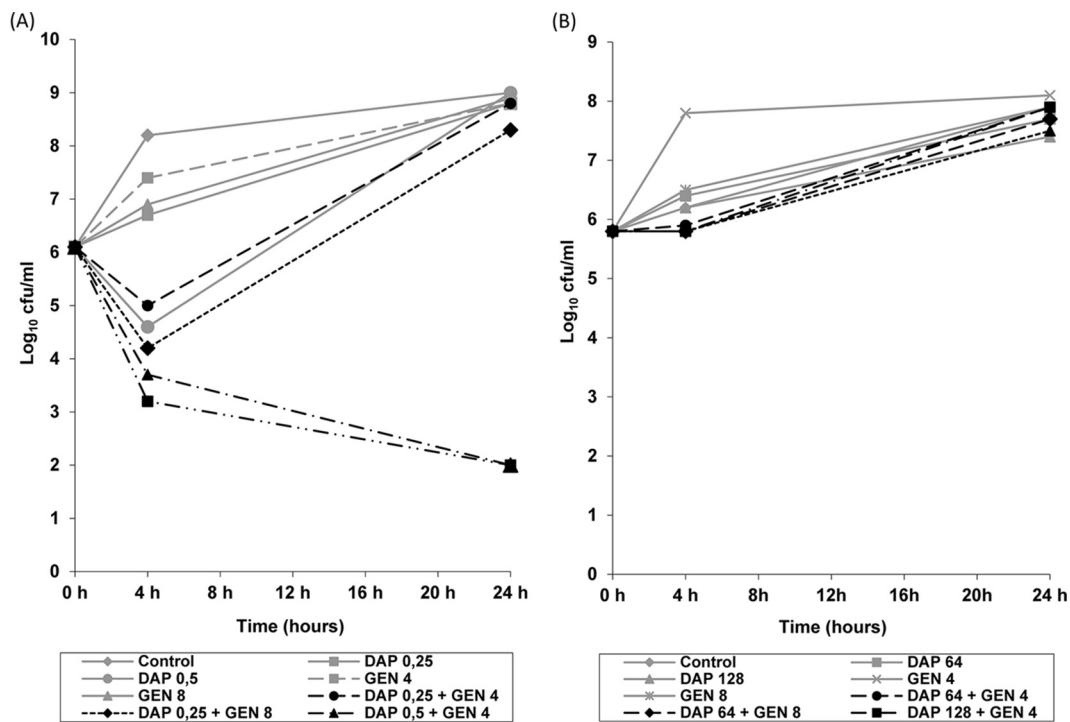 (A)
10
9
8
7
6
5
4
3
2
1
0
Log10 cfu/ml
0 h 4 h 8 h 12 h 16 h 20 h 24 h
Time (hours)
Control DAP 0,25
DAP 0,5 GEN 4
GEN 8 DAP 0,25 + GEN 4
DAP 0,25 + GEN 8 DAP 0,5 + GEN 4
(B)
9
8
7
6
5
4
3
2
1
0
Log10 cfu/ml
0 h 4 h 8h 12h 16h 20 h 24 h
Time (hours)
Control DAP 64
DAP 128 GEN 4
GEN 8 DAP 64 + GEN 4
DAP 64 + GEN 8 DAP 128 + GEN 4